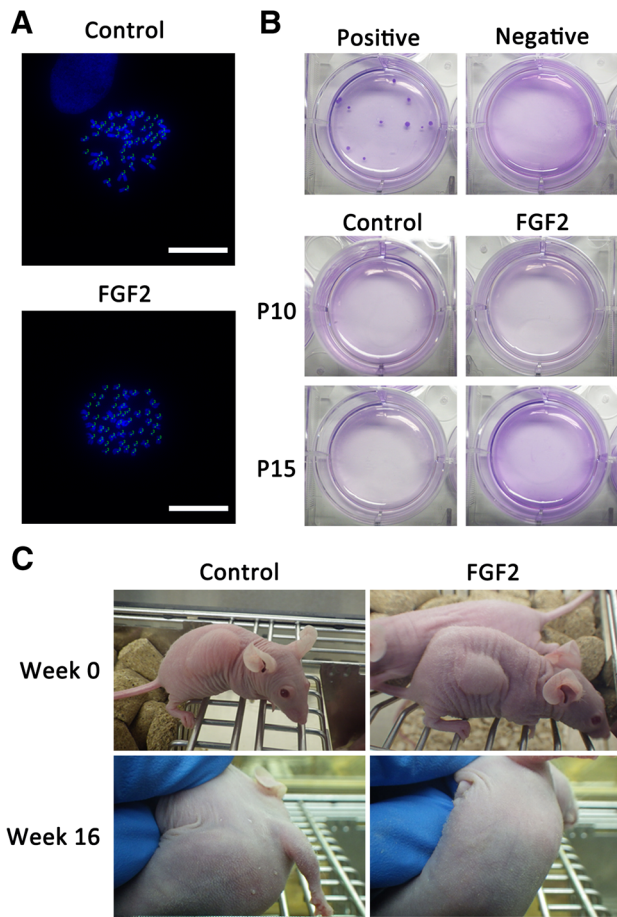 A
Control
FGF2
B
Positive Negative
Control FGF2
P10
P15
C
Control FGF2
Week 0
Week 16